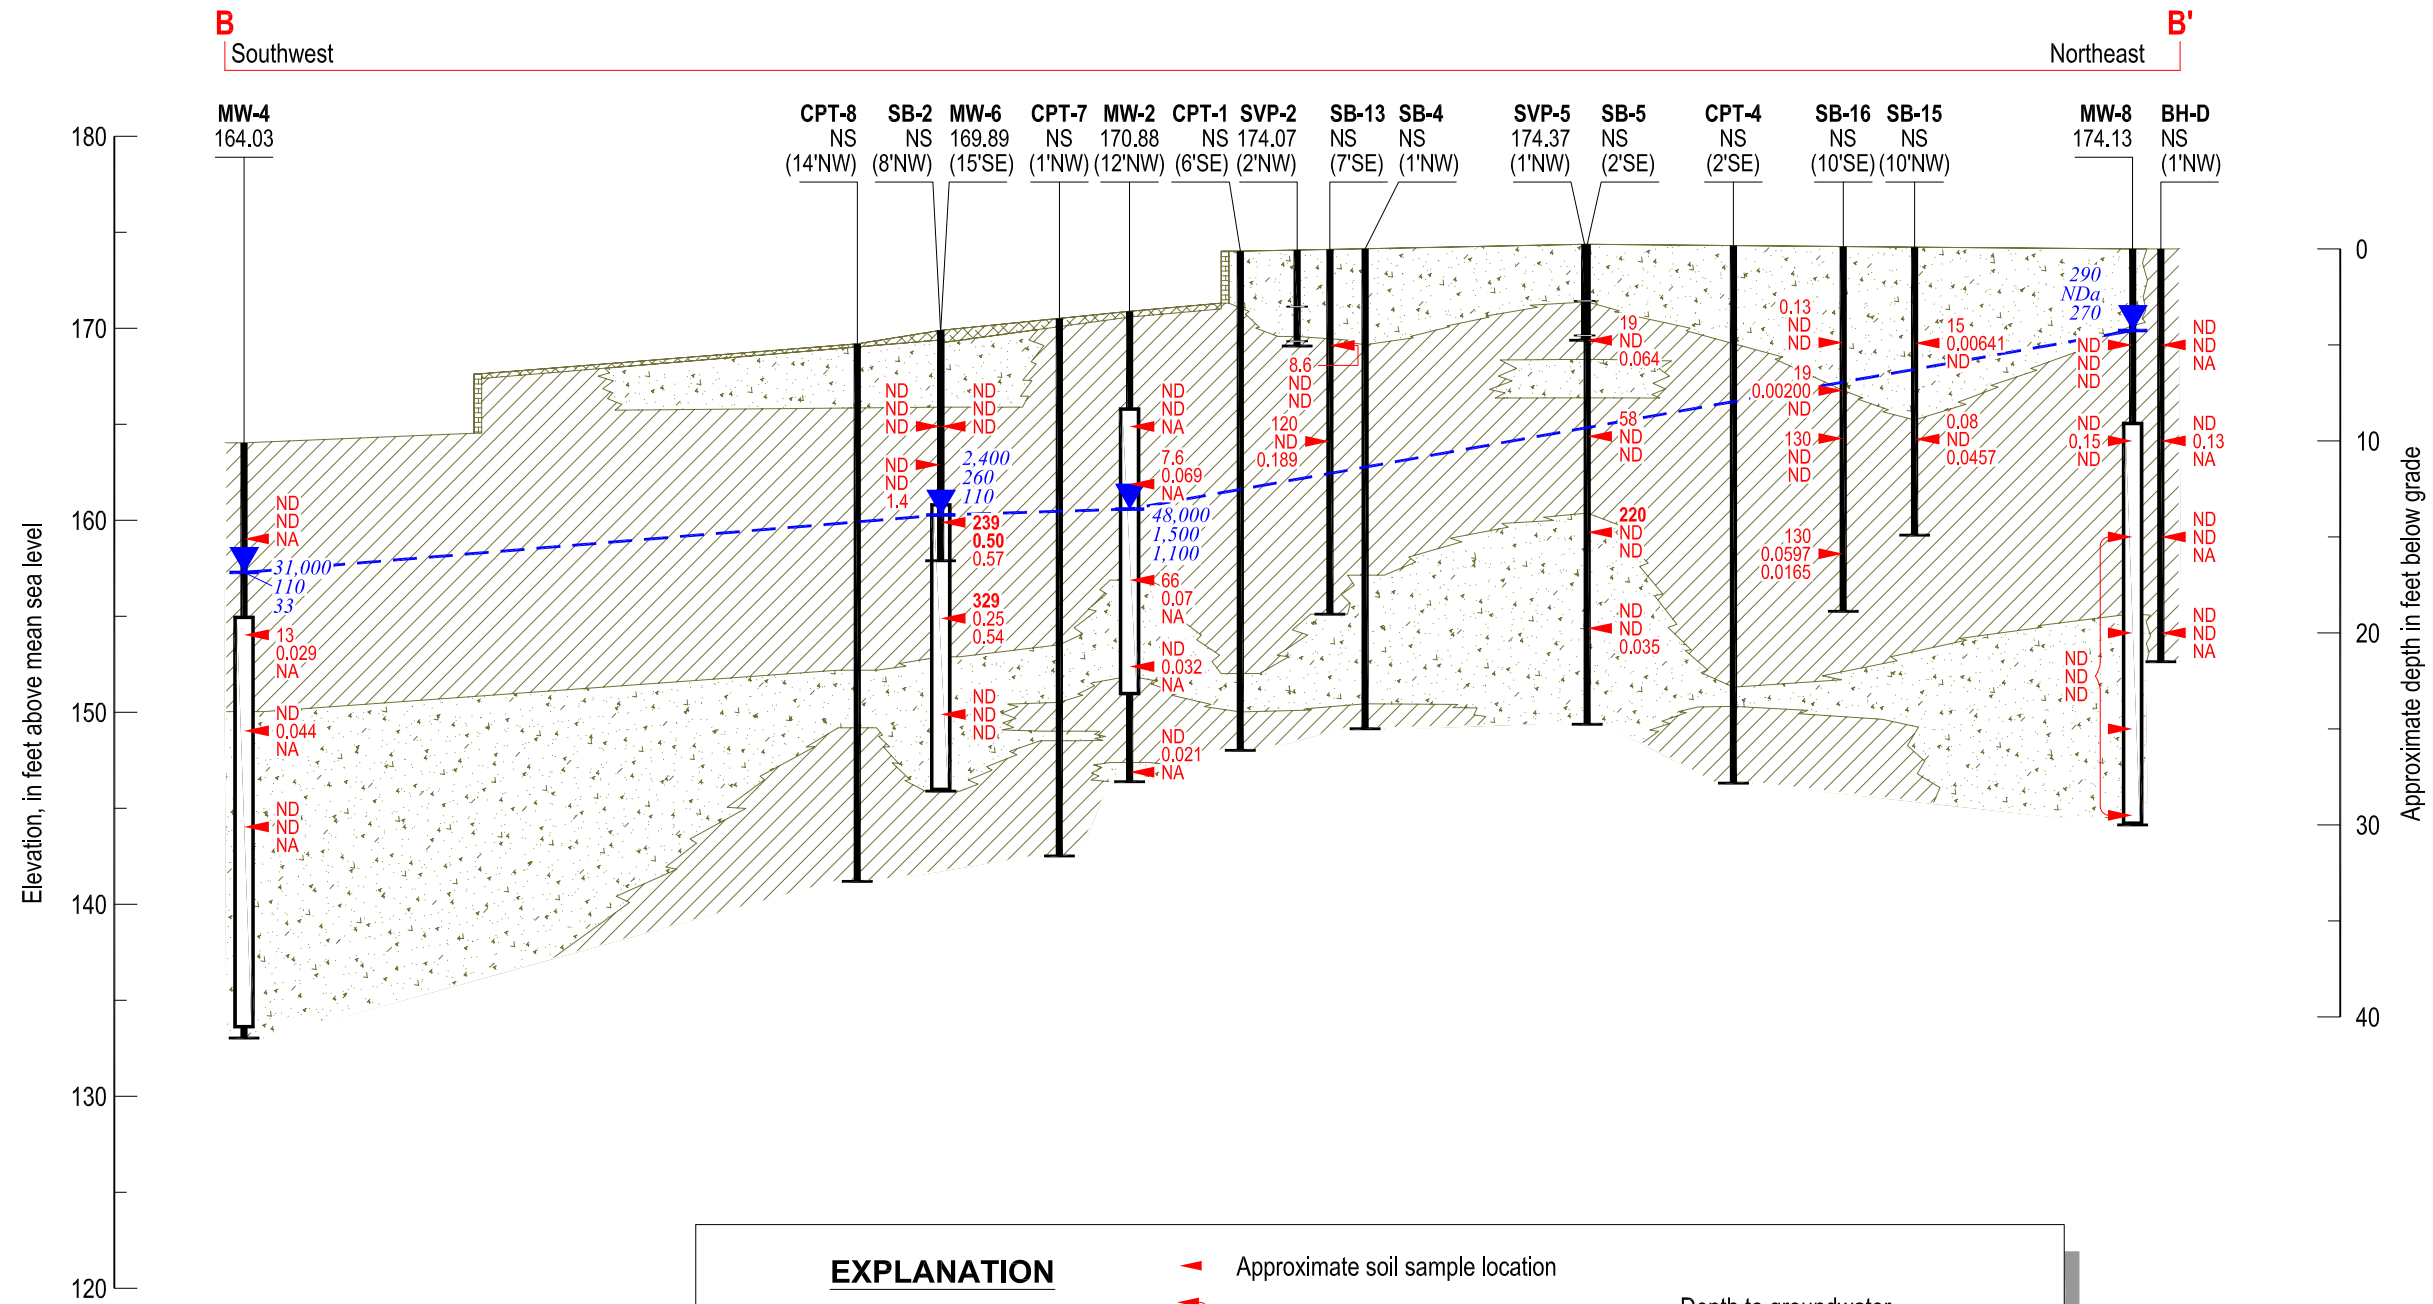 B
B'
Southwest
Northeast
MW-4
164.03
CPT-8
NS
(14'NW)
SB-2
NS
(8'NW)
MW-6
169.89
(15'SE)
CPT-7
NS
(1'NW)
MW-2
170.88
(12'NW)
CPT-1
NS
(6'SE)
SVP-2
174.07
(2'NW)
SB-13
NS
(7'SE)
SB-4
NS
(1'NW)
SVP-5
174.37
(1'NW)
SB-5
NS
(2'SE)
CPT-4
NS
(2'SE)
SB-16
NS
(10'SE)
SB-15
NS
(10'NW)
MW-8
174.13
BH-D
NS
(1'NW)
Elevation, in feet above mean sea level
180
170
160
150
140
130
120
ND
ND
NA
31,000
110
33
13
0.029
NA
ND
0.044
NA
ND
ND
NA
ND
ND
ND
ND
ND
1.4
ND
ND
ND
2,400
260
110
239
0.50
0.57
329
0.25
0.54
ND
ND
ND
ND
ND
NA
7.6
0.069
NA
48,000
1,500
1,100
66
0.07
NA
ND
0.032
NA
ND
0.021
NA
8.6
ND
ND
120
ND
0.189
19
ND
0.064
58
ND
ND
220
ND
ND
ND
ND
0.035
0.13
ND
ND
19
0.00200
ND
130
ND
ND
130
0.0597
0.0165
15
0.00641
ND
0.08
ND
0.0457
290
NDa
270
ND
ND
ND
ND
0.15
ND
ND
ND
ND
ND
ND
NA
ND
0.13
NA
ND
ND
NA
ND
ND
NA
0
10
20
30
40
Approximate depth in feet below grade
EXPLANATION
Approximate soil sample location
Depth to groundwater